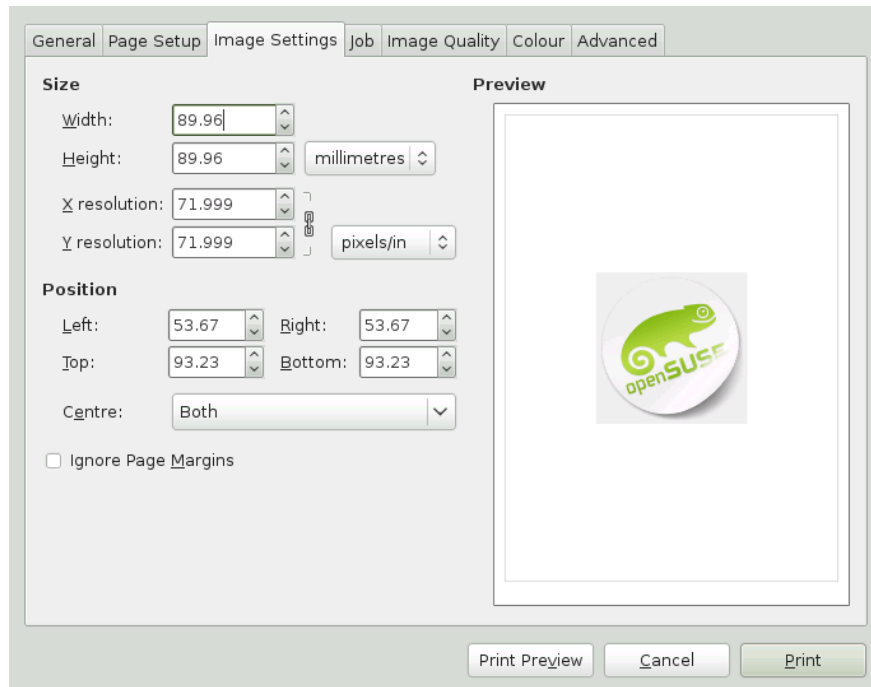 General Page Setup Image Settings Job Image Quality Colour Advanced
Size
Width: 89.96
Height: 89.96 millimetres
X resolution: 71.999
Y resolution: 71.999 pixels/in
Position
Left: 53.67 Right: 53.67
Top: 93.23 Bottom: 93.23
Centre: Both
Ignore Page Margins
Preview
openSUSE
Print Preview Cancel Print